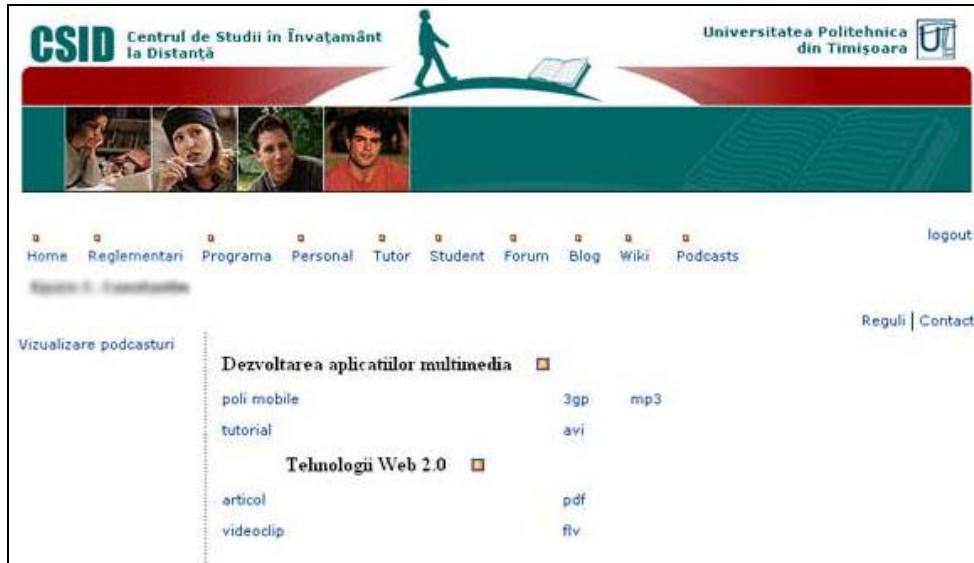 CSID
Centrul de Studii în Învaţamânt
la Distanţă
Universitatea Politehnica
din Timişoara
logout
Home Reglementari Programa Personal Tutor Student Forum Blog Wiki Podcasts
Reguli | Contact
Vizualizare podcasturi
Dezvoltarea aplicatiilor multimedia
poli mobile 3gp mp3
tutorial avi
Tehnologii Web 2.0
articol pdf
videoclip flv